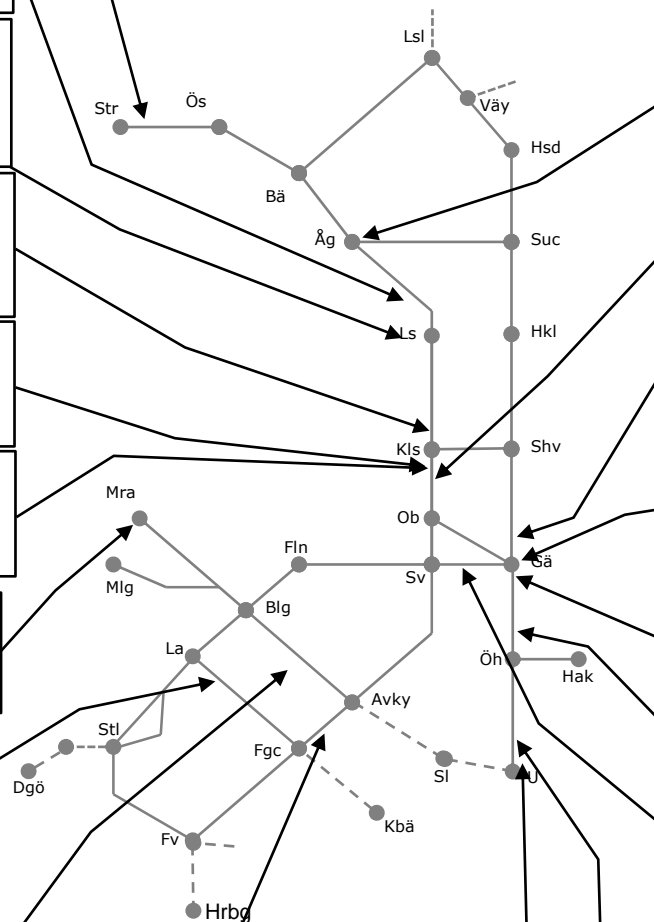 Lsl
Väy
Str
Ös
Hsd
Bä
Åg
Suc
Ls
Hkl
Kls
Shv
Mra
Ob
Fln
Gä
Mlg
Sv
Blg
La
Öh
Hak
Avky
Stl
Fgc
Sl
U
Dgö
Kbä
Fv
Hrbg